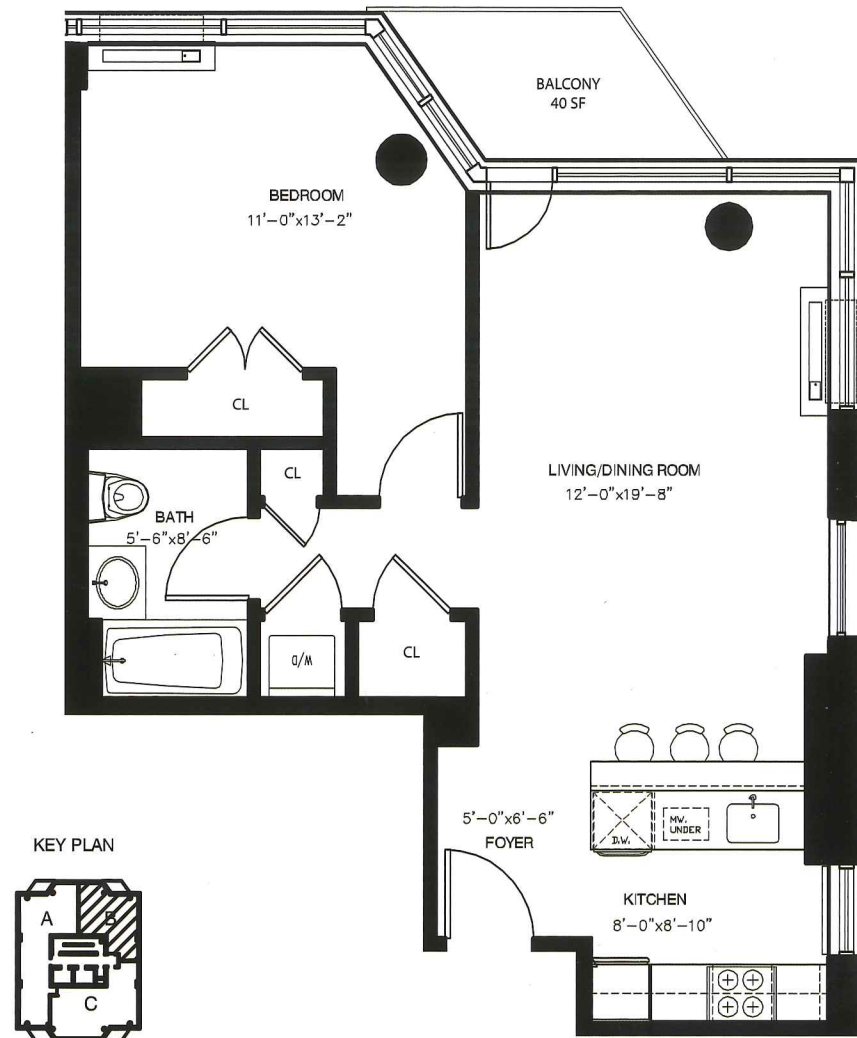 BALCONY
40 SF
BEDROOM
11'-0"x13'-2"
CL
CL
LIVING/DINING ROOM
12'-0"x19'-8"
BATH
5'-6"x8'-6"
W/D
CL
5'-0"x6'-6"
FOYER
D.W.
MW.
UNDER
KITCHEN
8'-0"x8'-10"
KEY PLAN
A
B
C